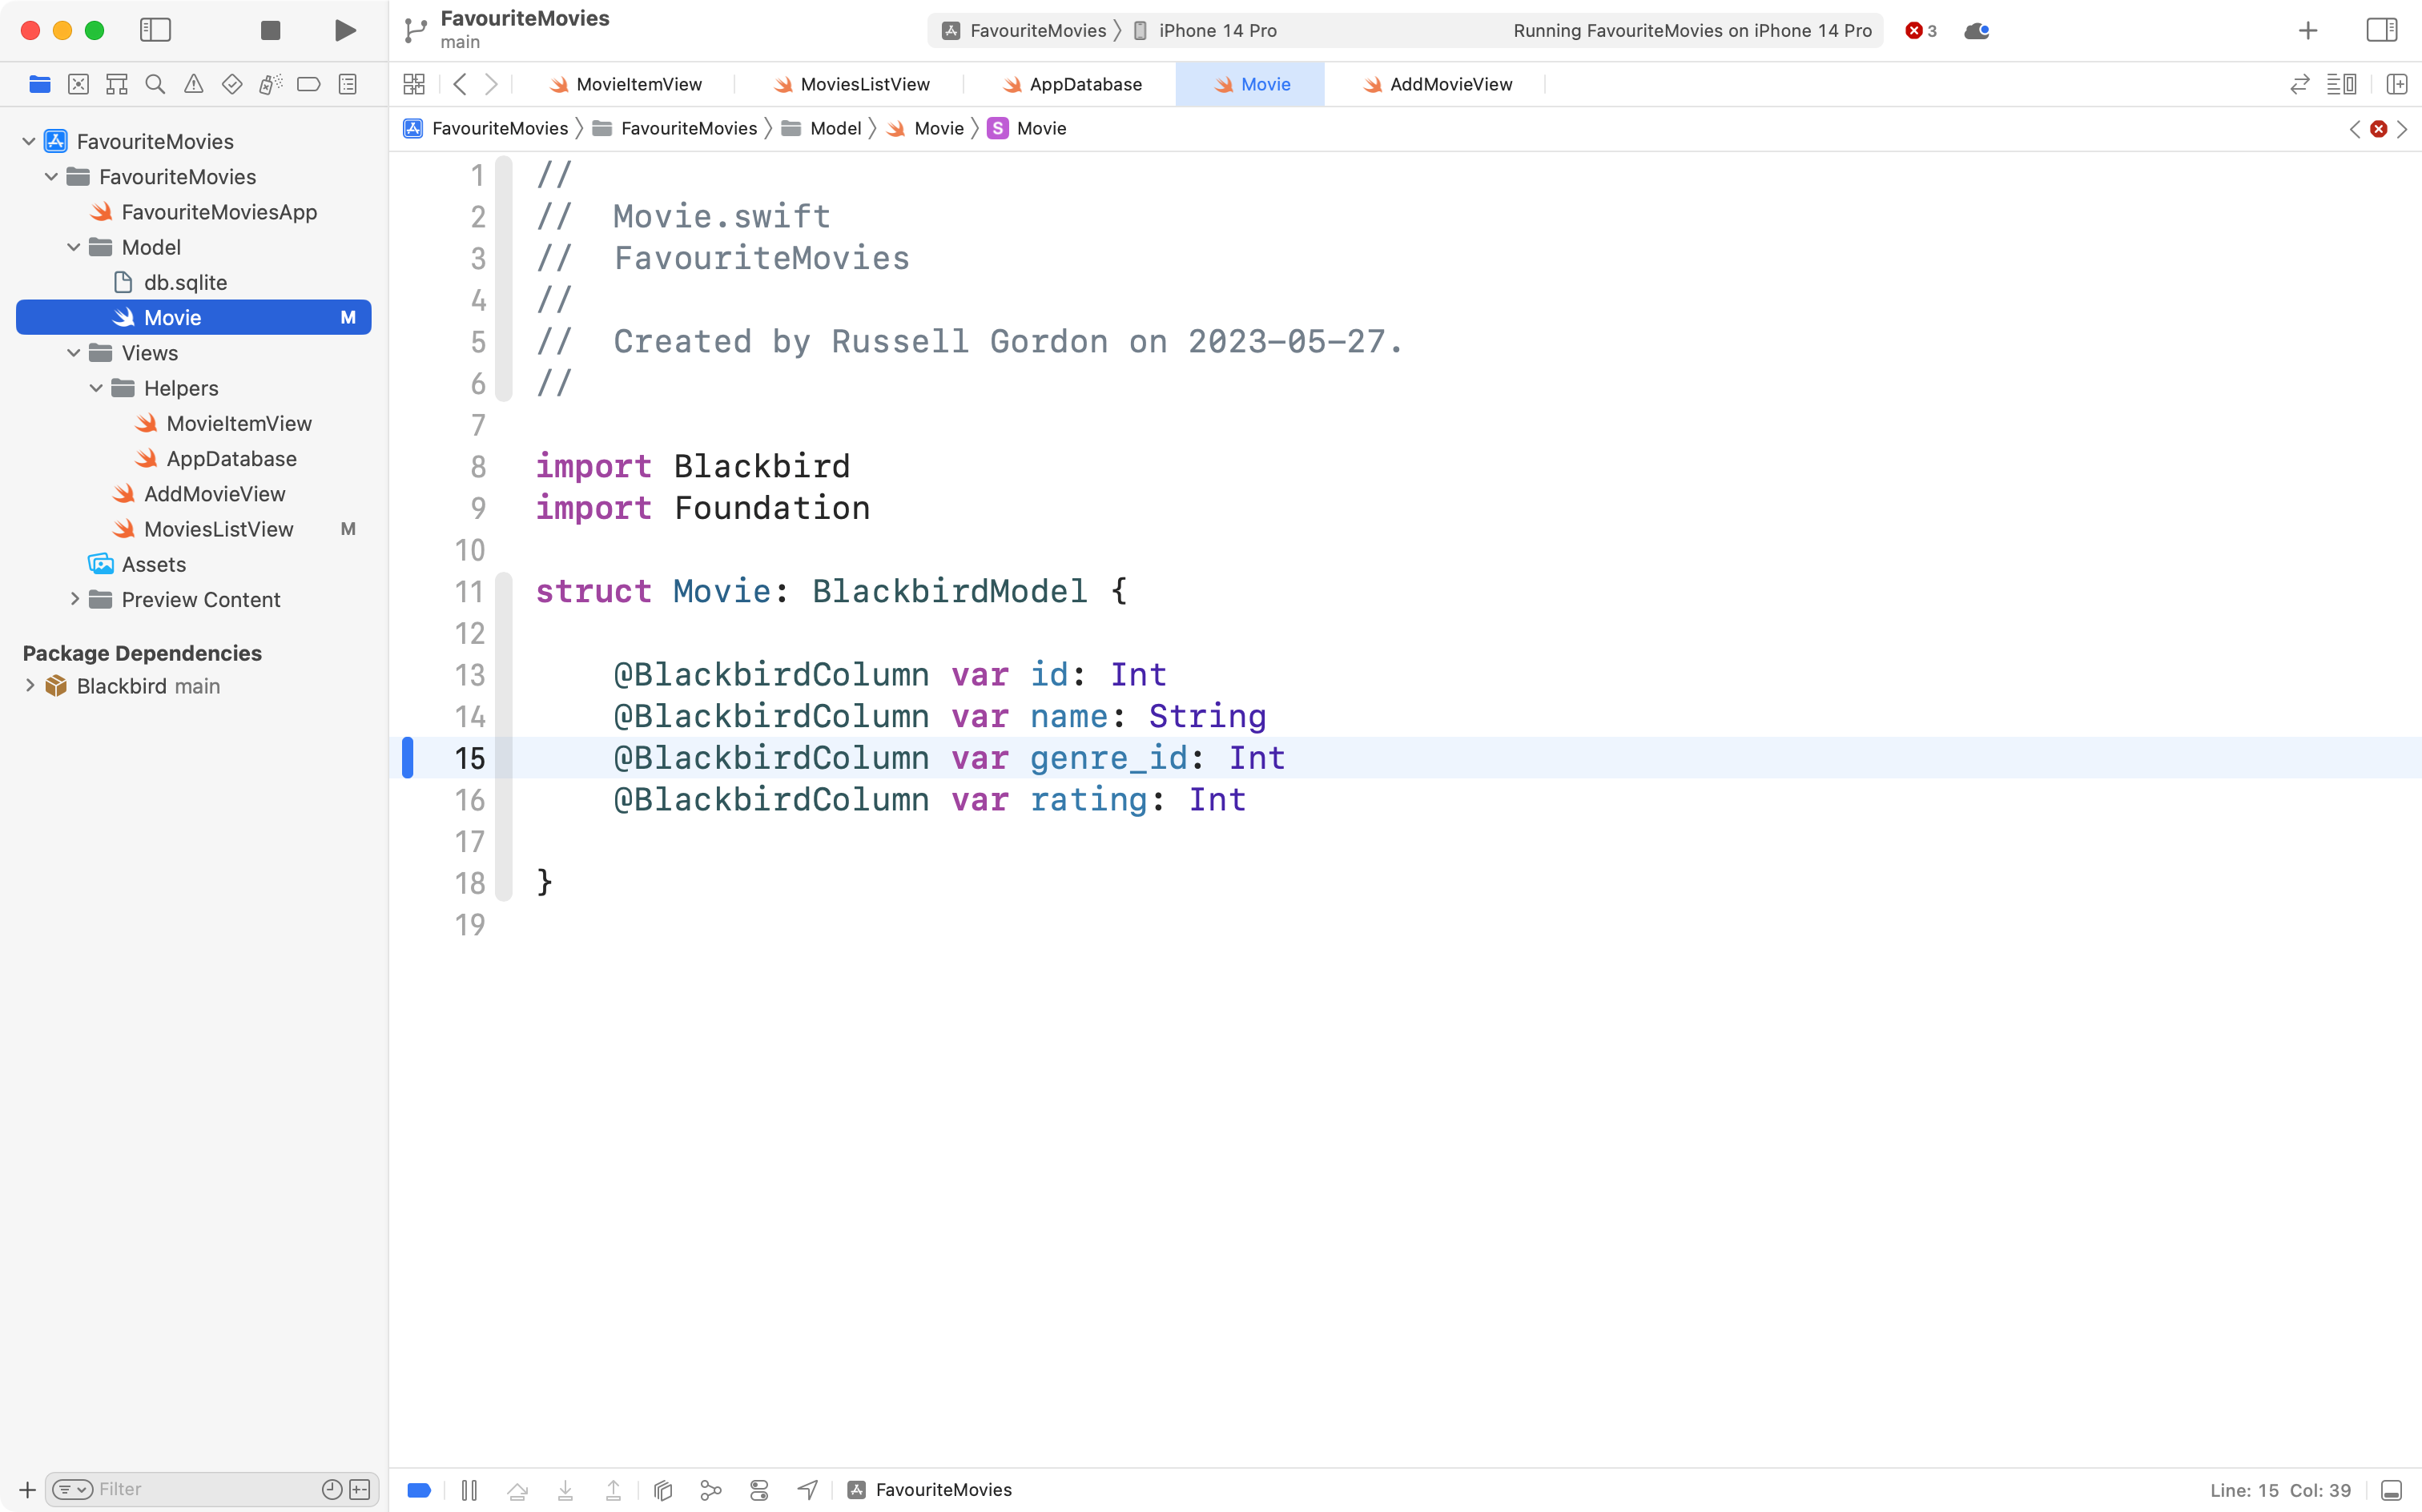 FavouriteMovies
main
FavouriteMovies 〉 iPhone 14 Pro
Running FavouriteMovies on iPhone 14 Pro
3
MovieItemView
MoviesListView
AppDatabase
Movie
AddMovieView
FavouriteMovies 〉 FavouriteMovies 〉 Model 〉 Movie 〉 S Movie
FavouriteMovies
FavouriteMovies
FavouriteMoviesApp
Model
db.sqlite
Movie M
Views
Helpers
MovieItemView
AppDatabase
AddMovieView
MoviesListView M
Assets
Preview Content
Package Dependencies
Blackbird main
Filter
1 //
2 //  Movie.swift
3 //  FavouriteMovies
4 //
5 //  Created by Russell Gordon on 2023-05-27.
6 //
7
8 import Blackbird
9 import Foundation
10
11 struct Movie: BlackbirdModel {
12
13     @BlackbirdColumn var id: Int
14     @BlackbirdColumn var name: String
15     @BlackbirdColumn var genre_id: Int
16     @BlackbirdColumn var rating: Int
17
18 }
19
FavouriteMovies
Line: 15 Col: 39